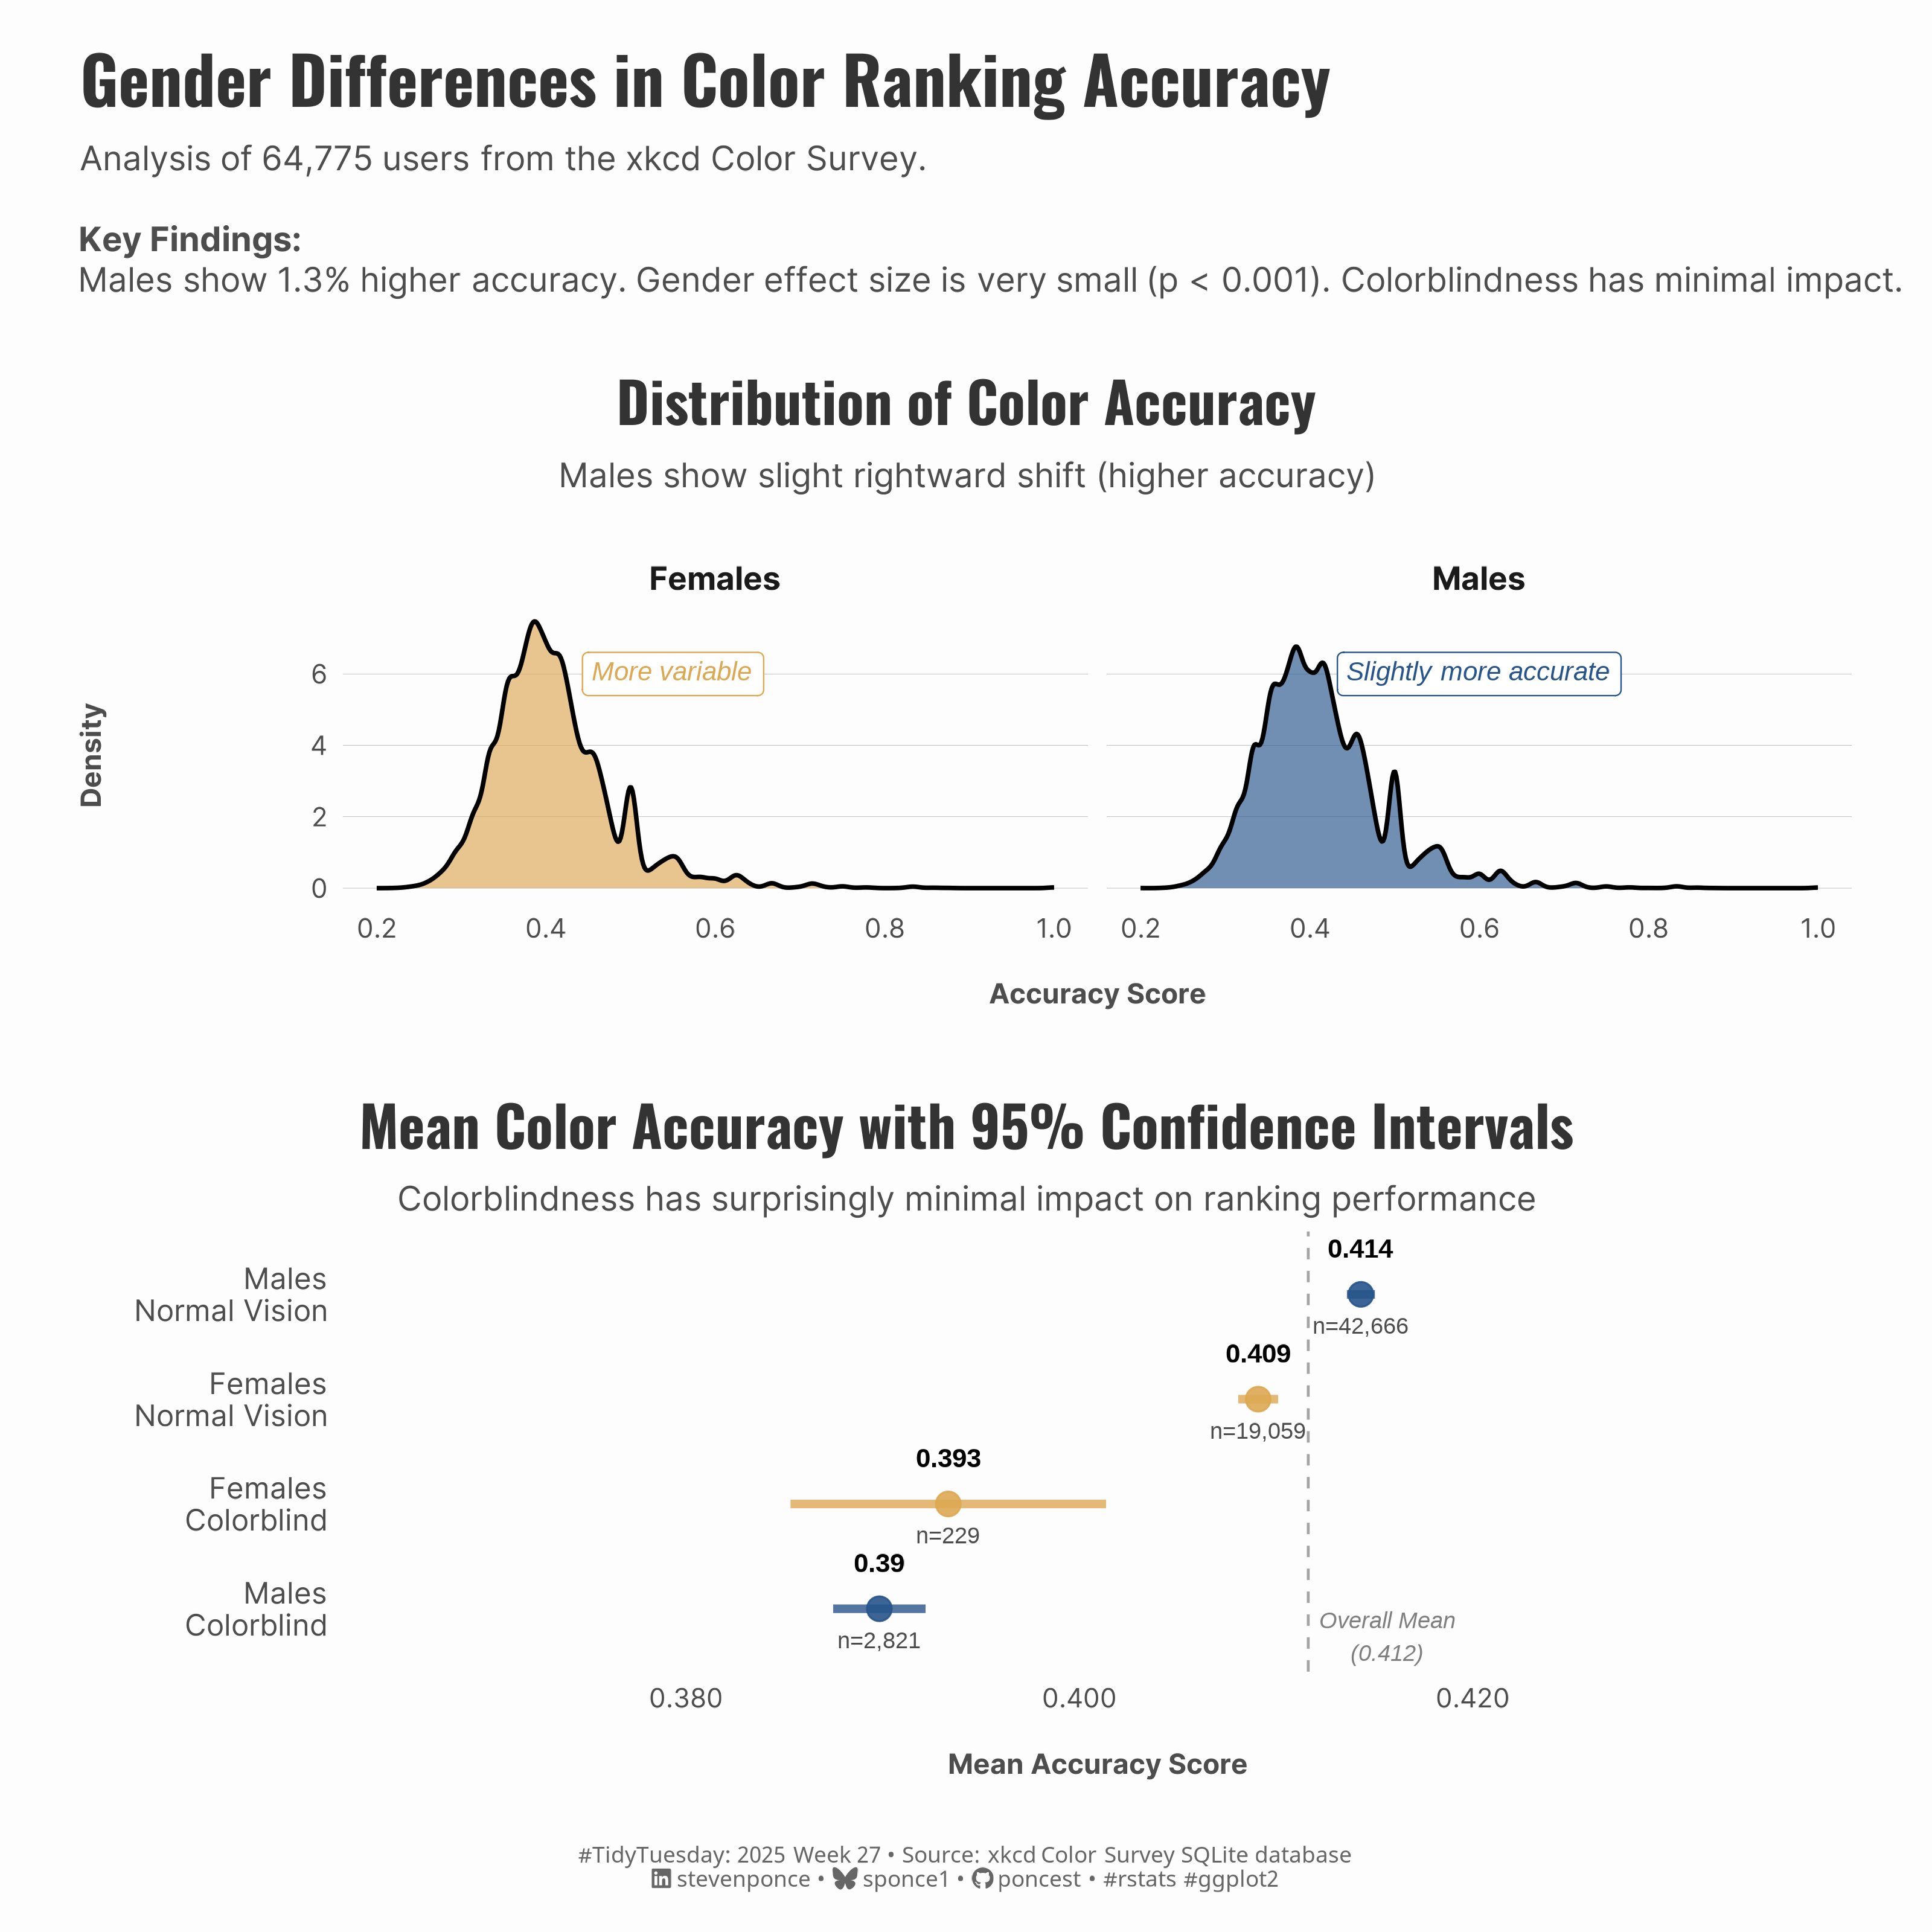 Gender Differences in Color Ranking Accuracy
Analysis of 64,775 users from the xkcd Color Survey.
Key Findings:
Males show 1.3% higher accuracy. Gender effect size is very small (p < 0.001). Colorblindness has minimal impact.
Distribution of Color Accuracy
Males show slight rightward shift (higher accuracy)
Females
Males
More variable
Slightly more accurate
Density
6
4
2
0
0.2 0.4 0.6 0.8 1.0
0.2 0.4 0.6 0.8 1.0
Accuracy Score
Mean Color Accuracy with 95% Confidence Intervals
Colorblindness has surprisingly minimal impact on ranking performance
Males
Normal Vision
0.414
n=42,666
Females
Normal Vision
0.409
n=19,059
Females
Colorblind
0.393
n=229
Males
Colorblind
0.39
n=2,821
Overall Mean
(0.412)
0.380 0.400 0.420
Mean Accuracy Score
#TidyTuesday: 2025 Week 27 • Source: xkcd Color Survey SQLite database
in stevenponce • sponce1 • poncest • #rstats #ggplot2